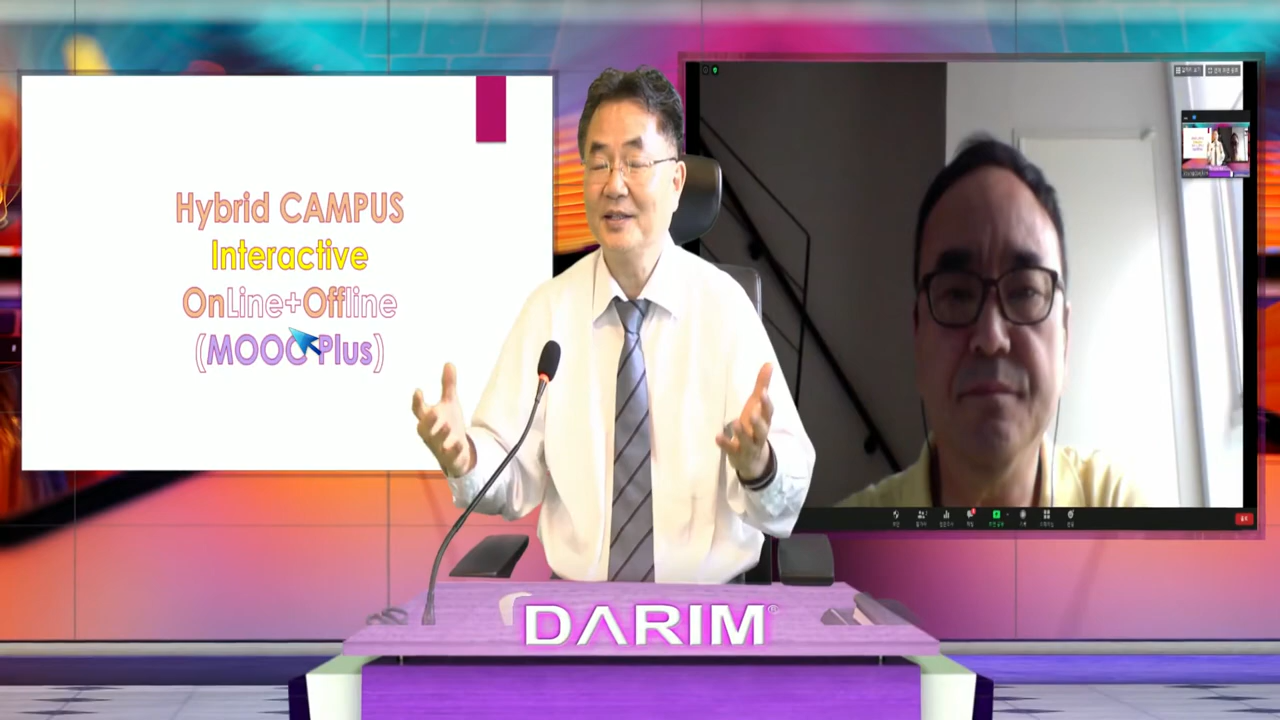 Hybrid CAMPUS
Interactive
OnLine+Offline
(MOOC Plus)
DARIM®